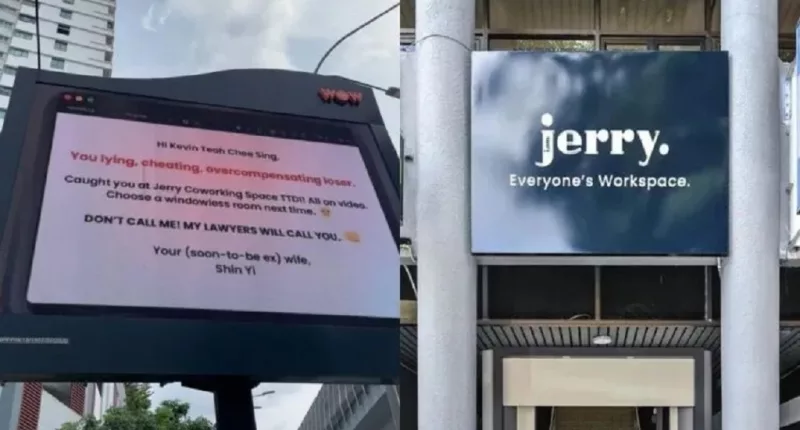 WOW
Hi Kevin Teoh Chee Sing,
You lying, cheating, overcompensating loser.
Caught you at Jerry Coworking Space TTDI! All on video.
Choose a windowless room next time.
DON'T CALL ME! MY LAWYERS WILL CALL YOU.
Your (soon-to-be ex) wife,
Shin Yi
jerry.
Everyone's Workspace.